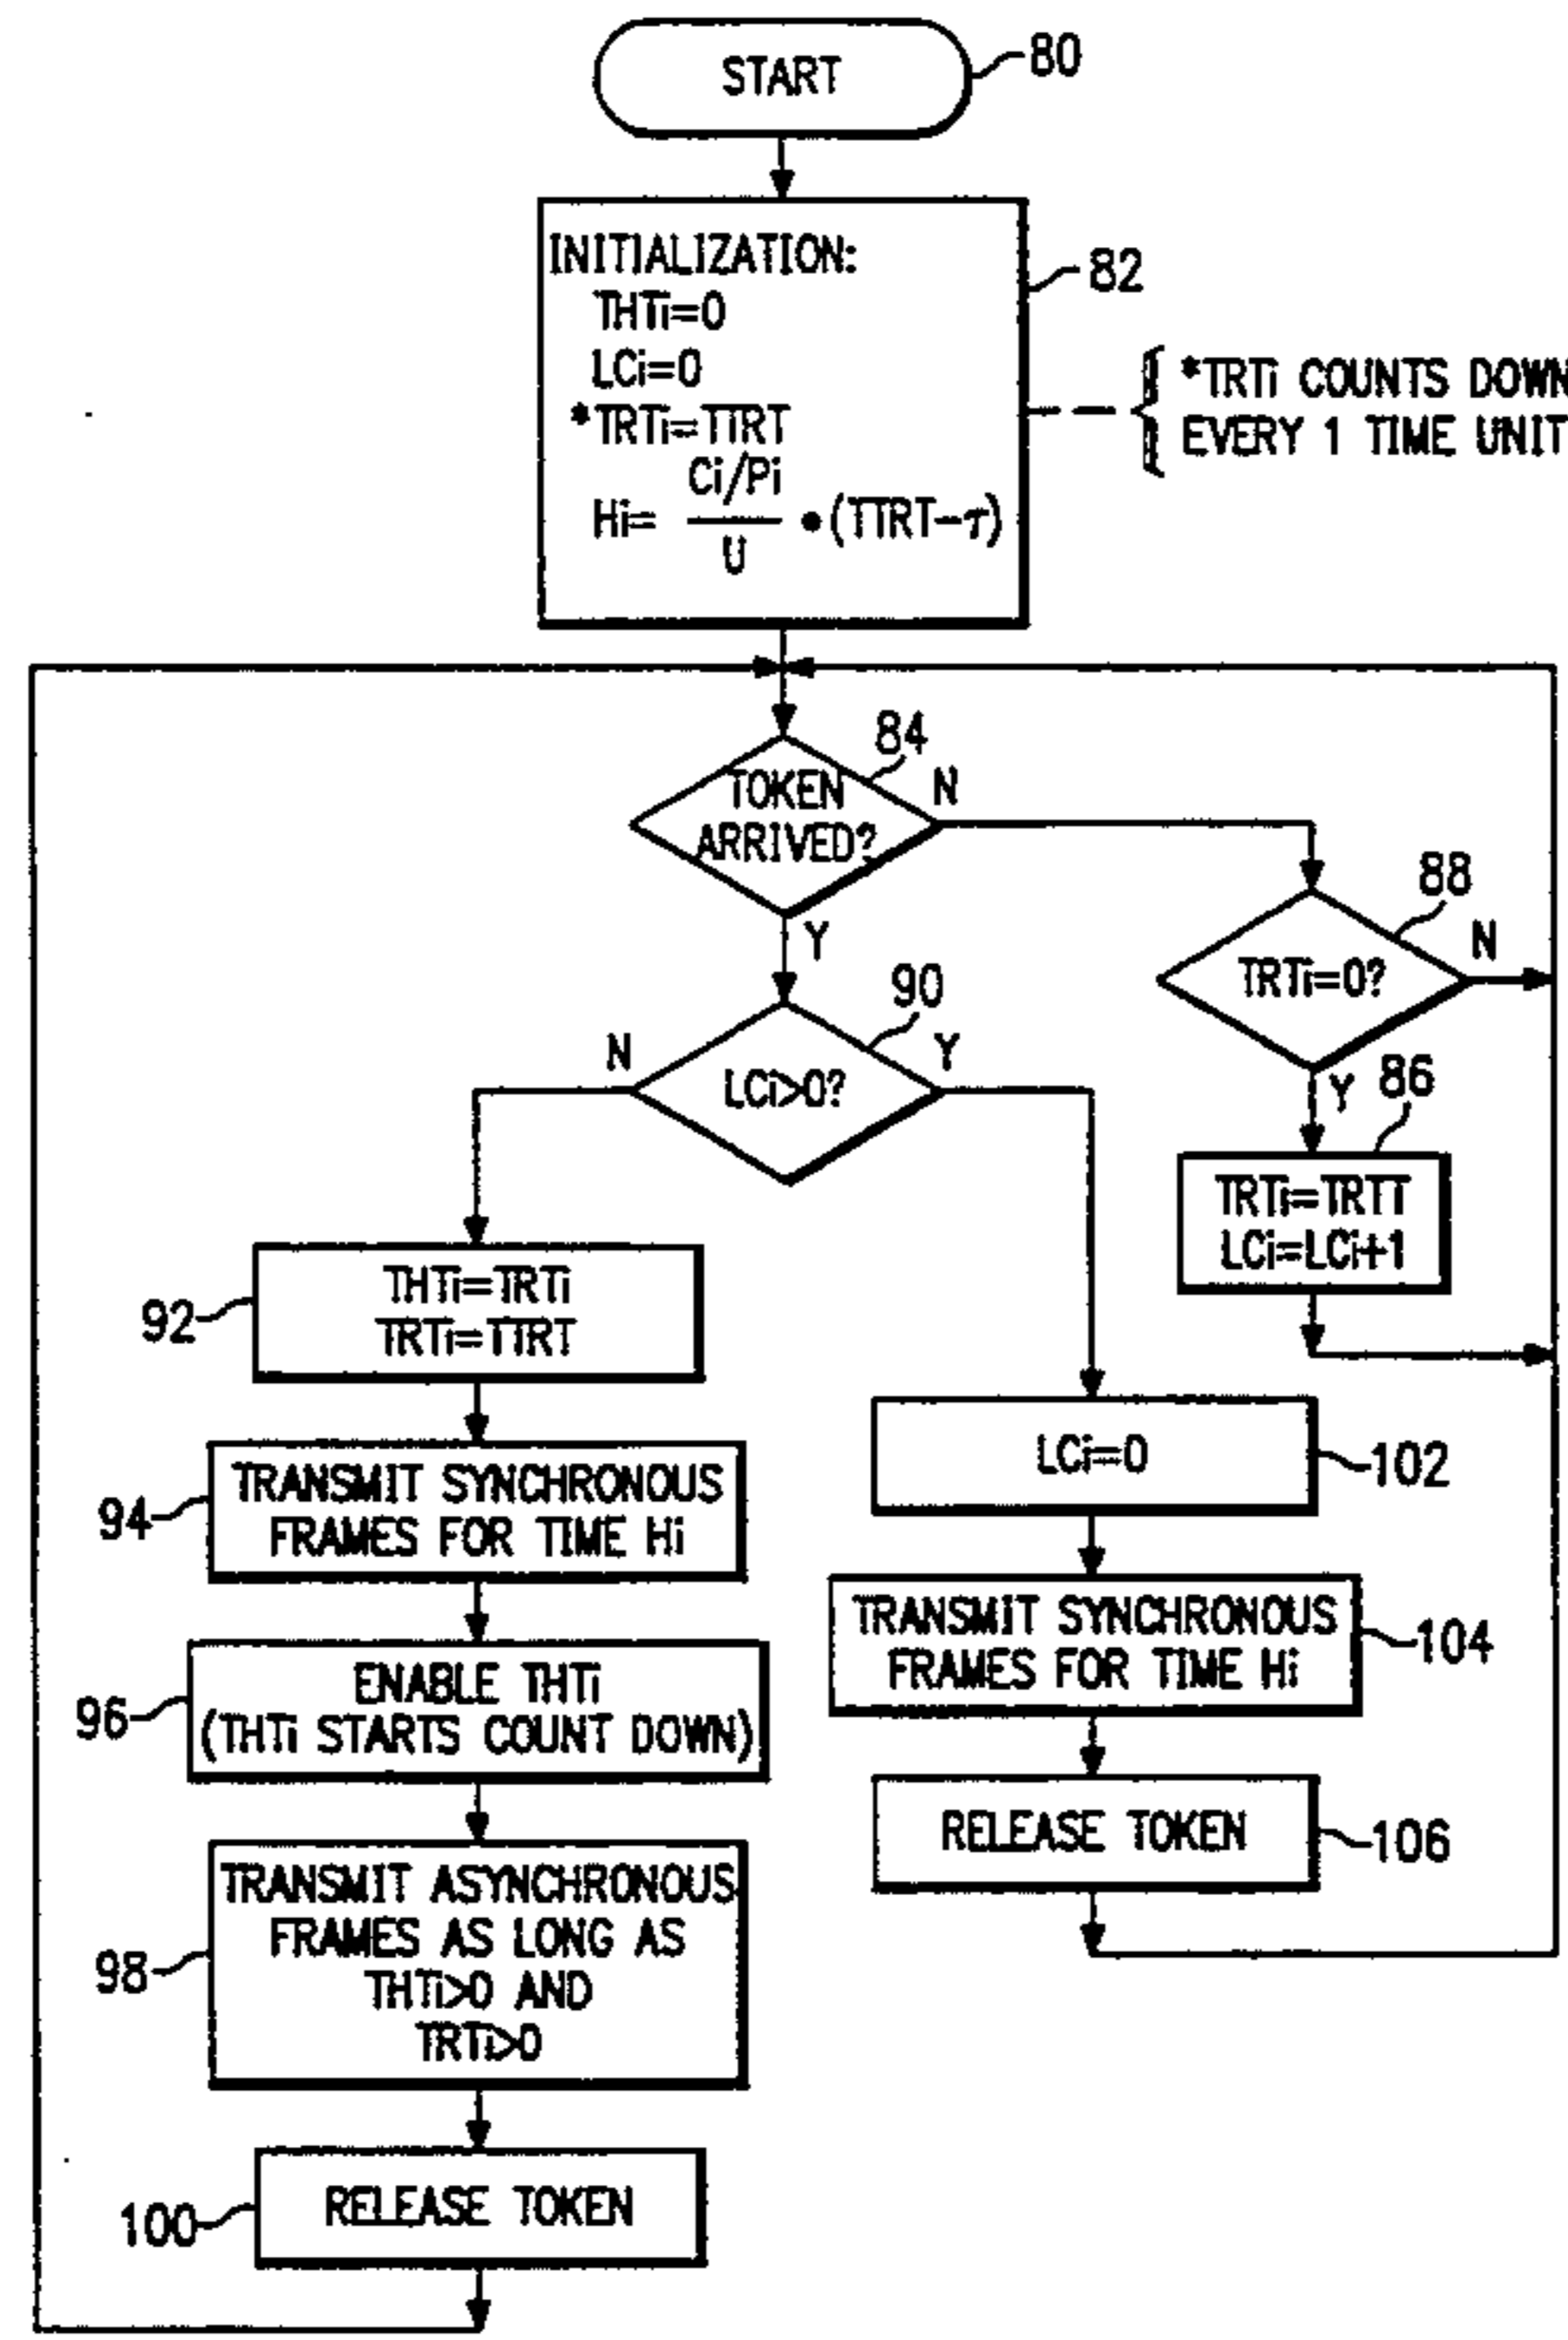 START
80
INITIALIZATION:
THTi=0
LCi=0
*TRTi=TTRT
Hi= Ci/Pi / U •(TTRT-τ)
82
*TRTi COUNTS DOWN
EVERY 1 TIME UNIT
84
TOKEN
ARRIVED?
N
Y
88
TRTi=0?
N
Y
90
LCi>0?
N
Y
86
TRTi=TRTT
LCi=LCi+1
92
THTi=TRTi
TRTi=TTRT
94
TRANSMIT SYNCHRONOUS
FRAMES FOR TIME Hi
96
ENABLE THTi
(THTi STARTS COUNT DOWN)
98
TRANSMIT ASYNCHRONOUS
FRAMES AS LONG AS
THTi>0 AND
TRTi>0
100
RELEASE TOKEN
LCi=0
102
TRANSMIT SYNCHRONOUS
FRAMES FOR TIME Hi
104
RELEASE TOKEN
106